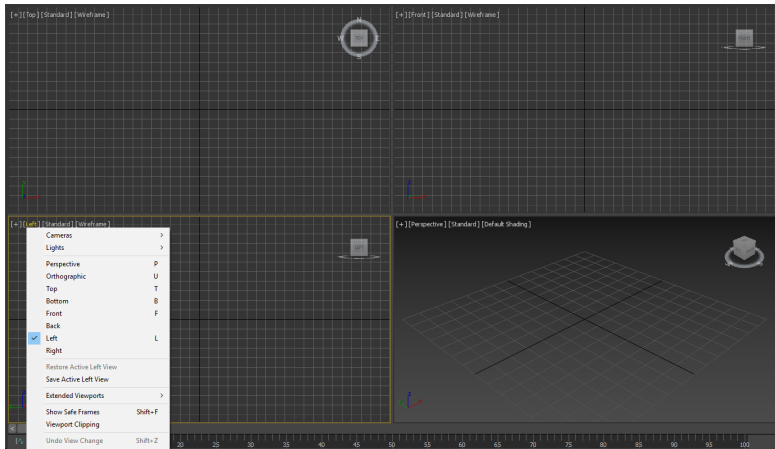 [+] [Top] [Standard] [Wireframe]
N
W TOP E
S
[+] [Front] [Standard] [Wireframe]
FRONT
[+] [Left] [Standard] [Wireframe]
LEFT
Cameras >
Lights >
Perspective P
Orthographic U
Top T
Bottom B
Front F
Back
Left L
Right
Restore Active Left View
Save Active Left View
Extended Viewports >
Show Safe Frames Shift+F
Viewport Clipping
Undo View Change Shift+Z
[+] [Perspective] [Standard] [Default Shading]
20 25 30 35 40 45 50 55 60 65 70 75 80 85 90 95 100